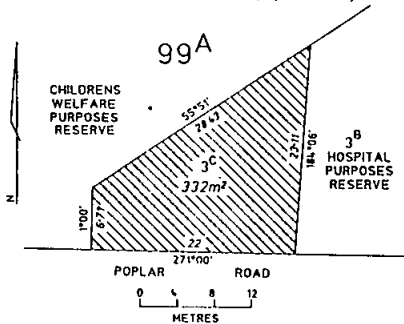 99A
CHILDRENS
WELFARE
PURPOSES
RESERVE
55°51'
28·43
3C
332m²
23·11
184°06'
3B
HOSPITAL
PURPOSES
RESERVE
N
1°00'
6·71
22
271°00'
POPLAR ROAD
0 4 8 12
METRES